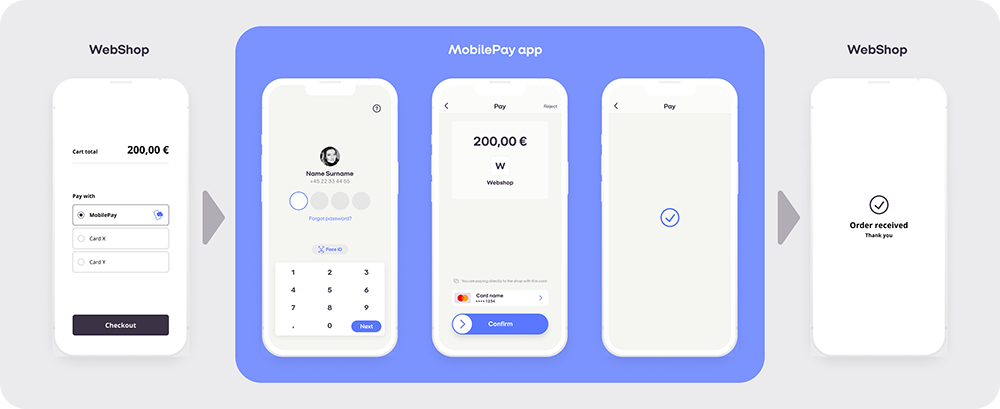 WebShop
Cart total 200,00 €
Pay with
MobilePay
Card X
Card Y
Checkout
MobilePay app
Name Surname
+45 22 33 44 55
Forgot password?
Face ID
1 2 3
4 5 6
7 8 9
. 0 Next
Pay Reject
200,00 €
W
Webshop
You are paying directly to the shop with this card
Card name
•••• 1234
Confirm
Pay
WebShop
Order received
Thank you